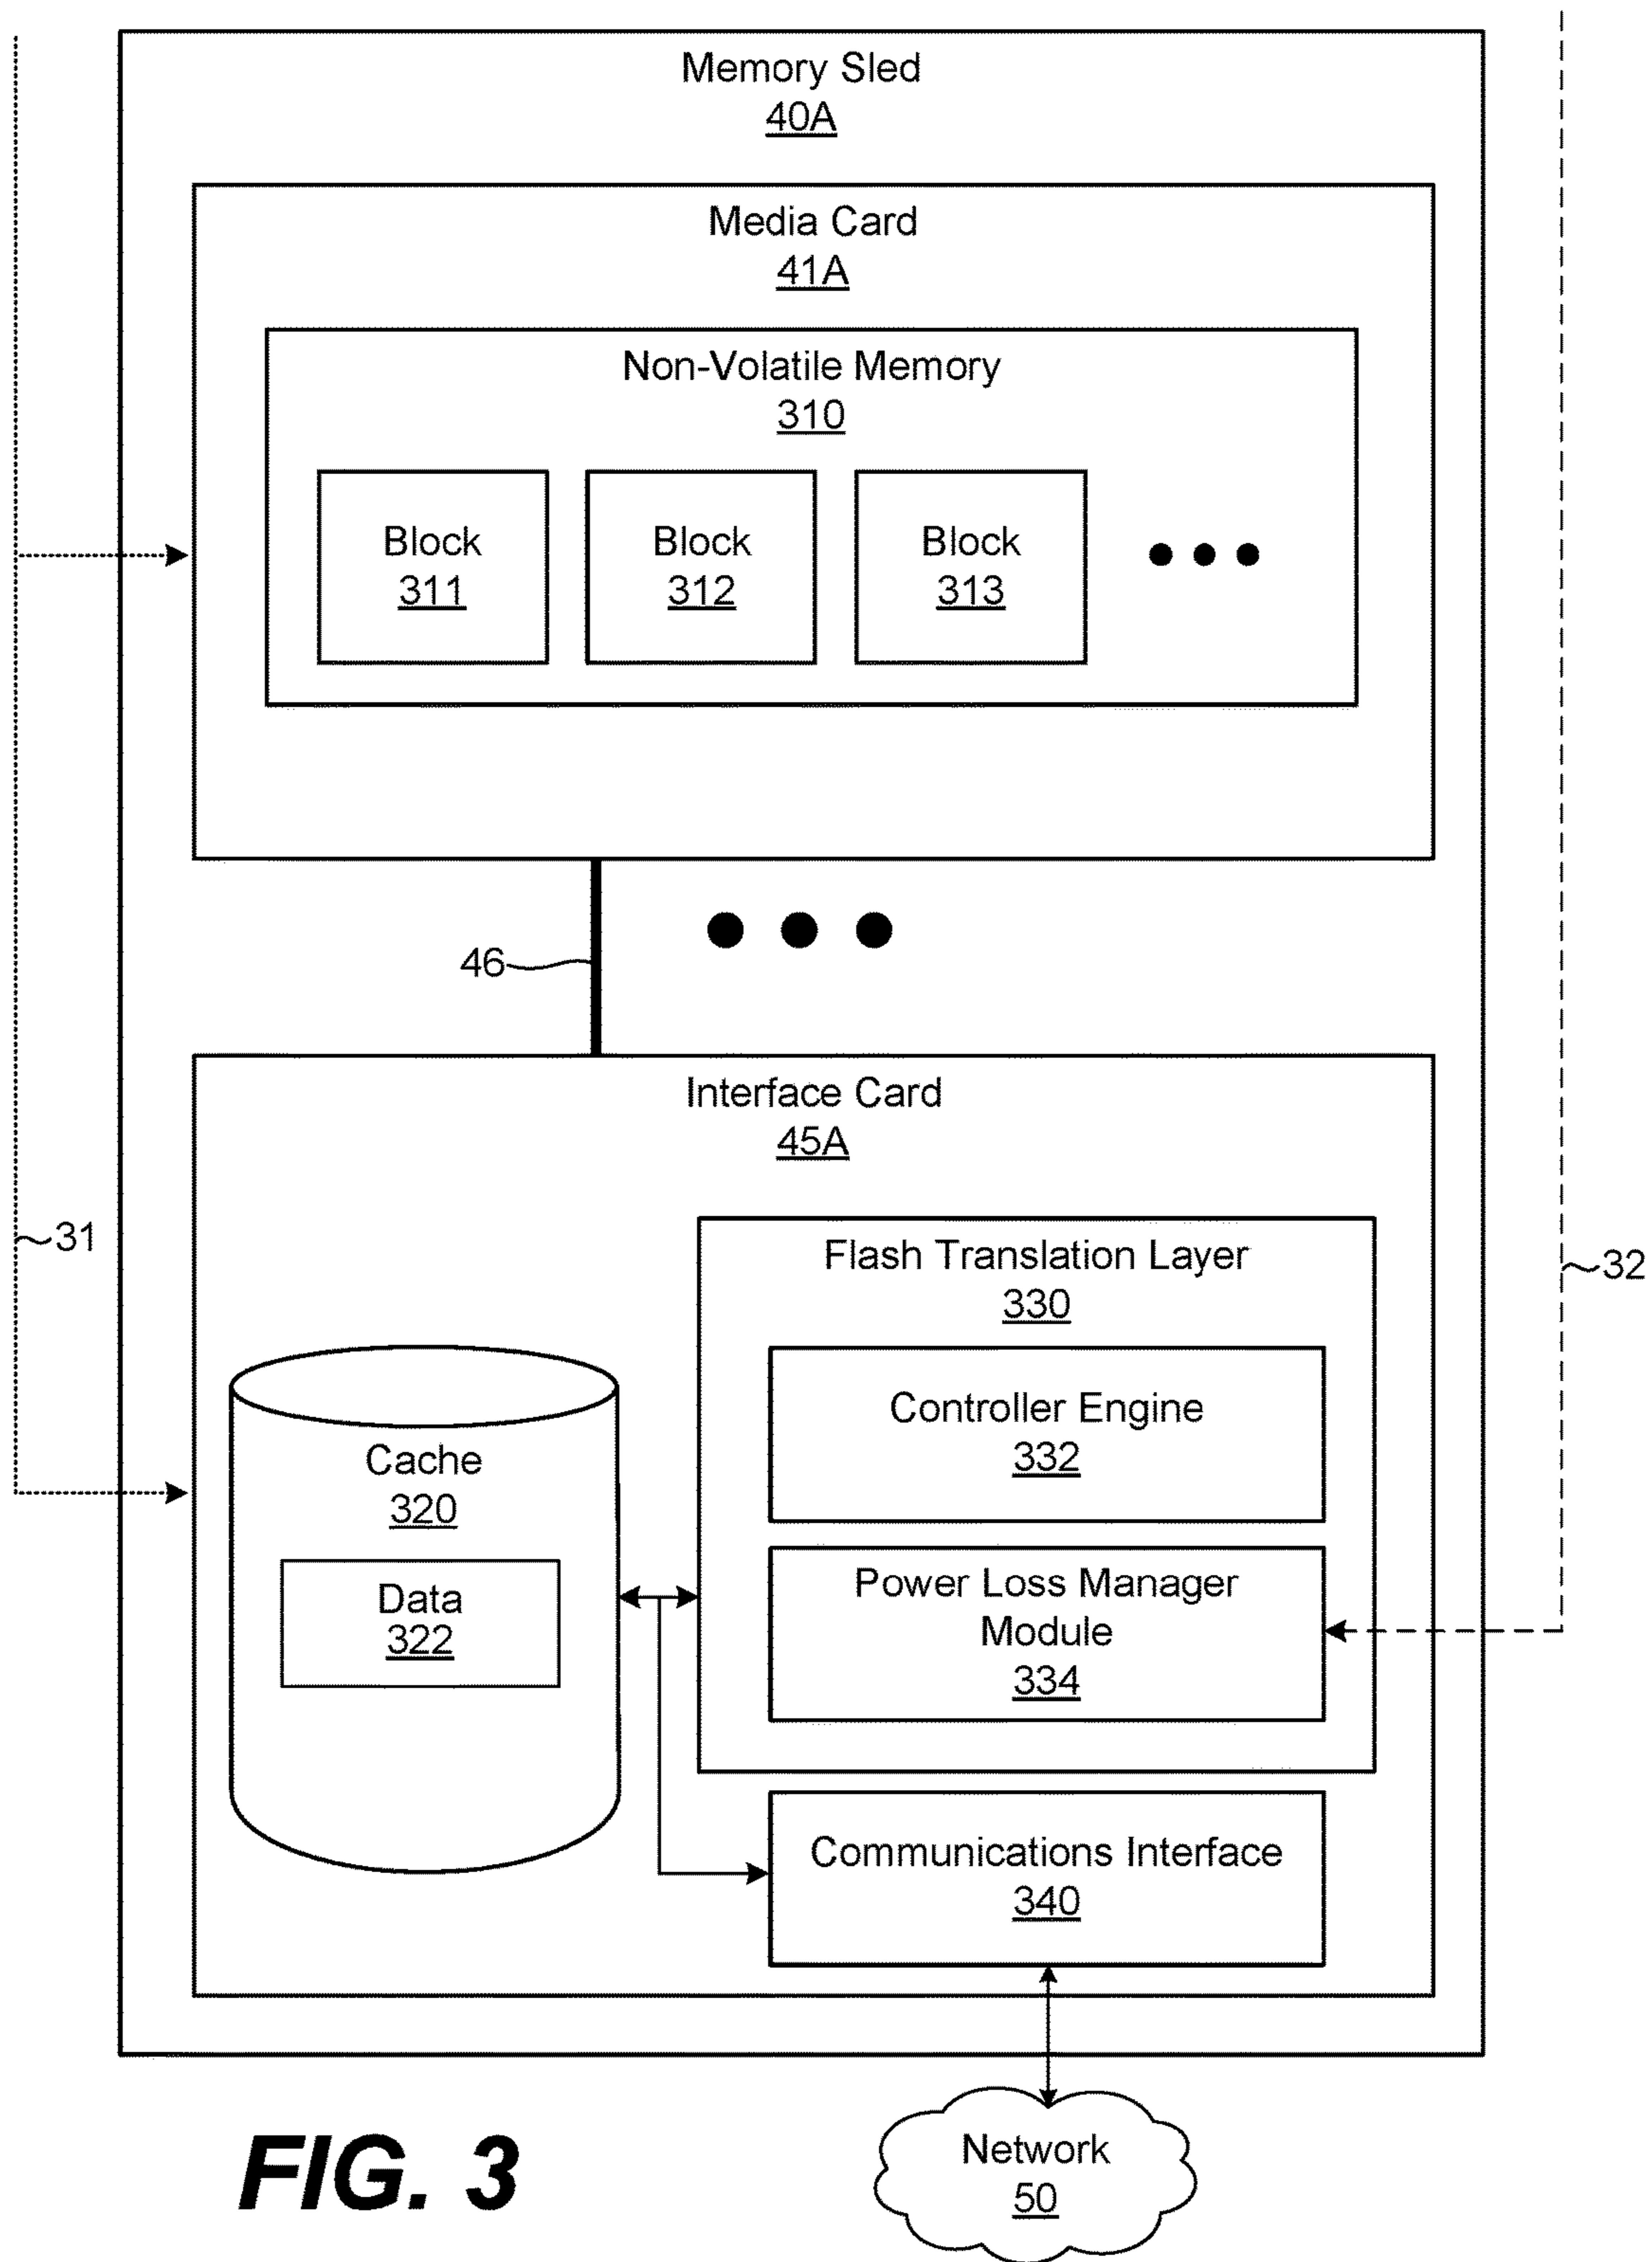 Memory Sled
40A
Media Card
41A
Non-Volatile Memory
310
Block
311
Block
312
Block
313
46
Interface Card
45A
31
Flash Translation Layer
330
32
Controller Engine
332
Cache
320
Data
322
Power Loss Manager
Module
334
Communications Interface
340
Network
50
FIG. 3